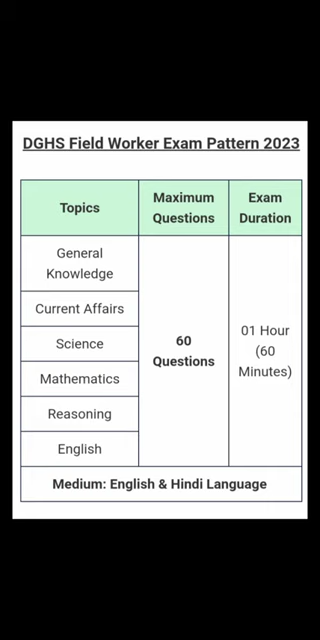 DGHS Field Worker Exam Pattern 2023
Topics
Maximum
Questions
Exam
Duration
General
Knowledge
Current Affairs
Science
Mathematics
Reasoning
English
60
Questions
01 Hour
(60
Minutes)
Medium: English & Hindi Language